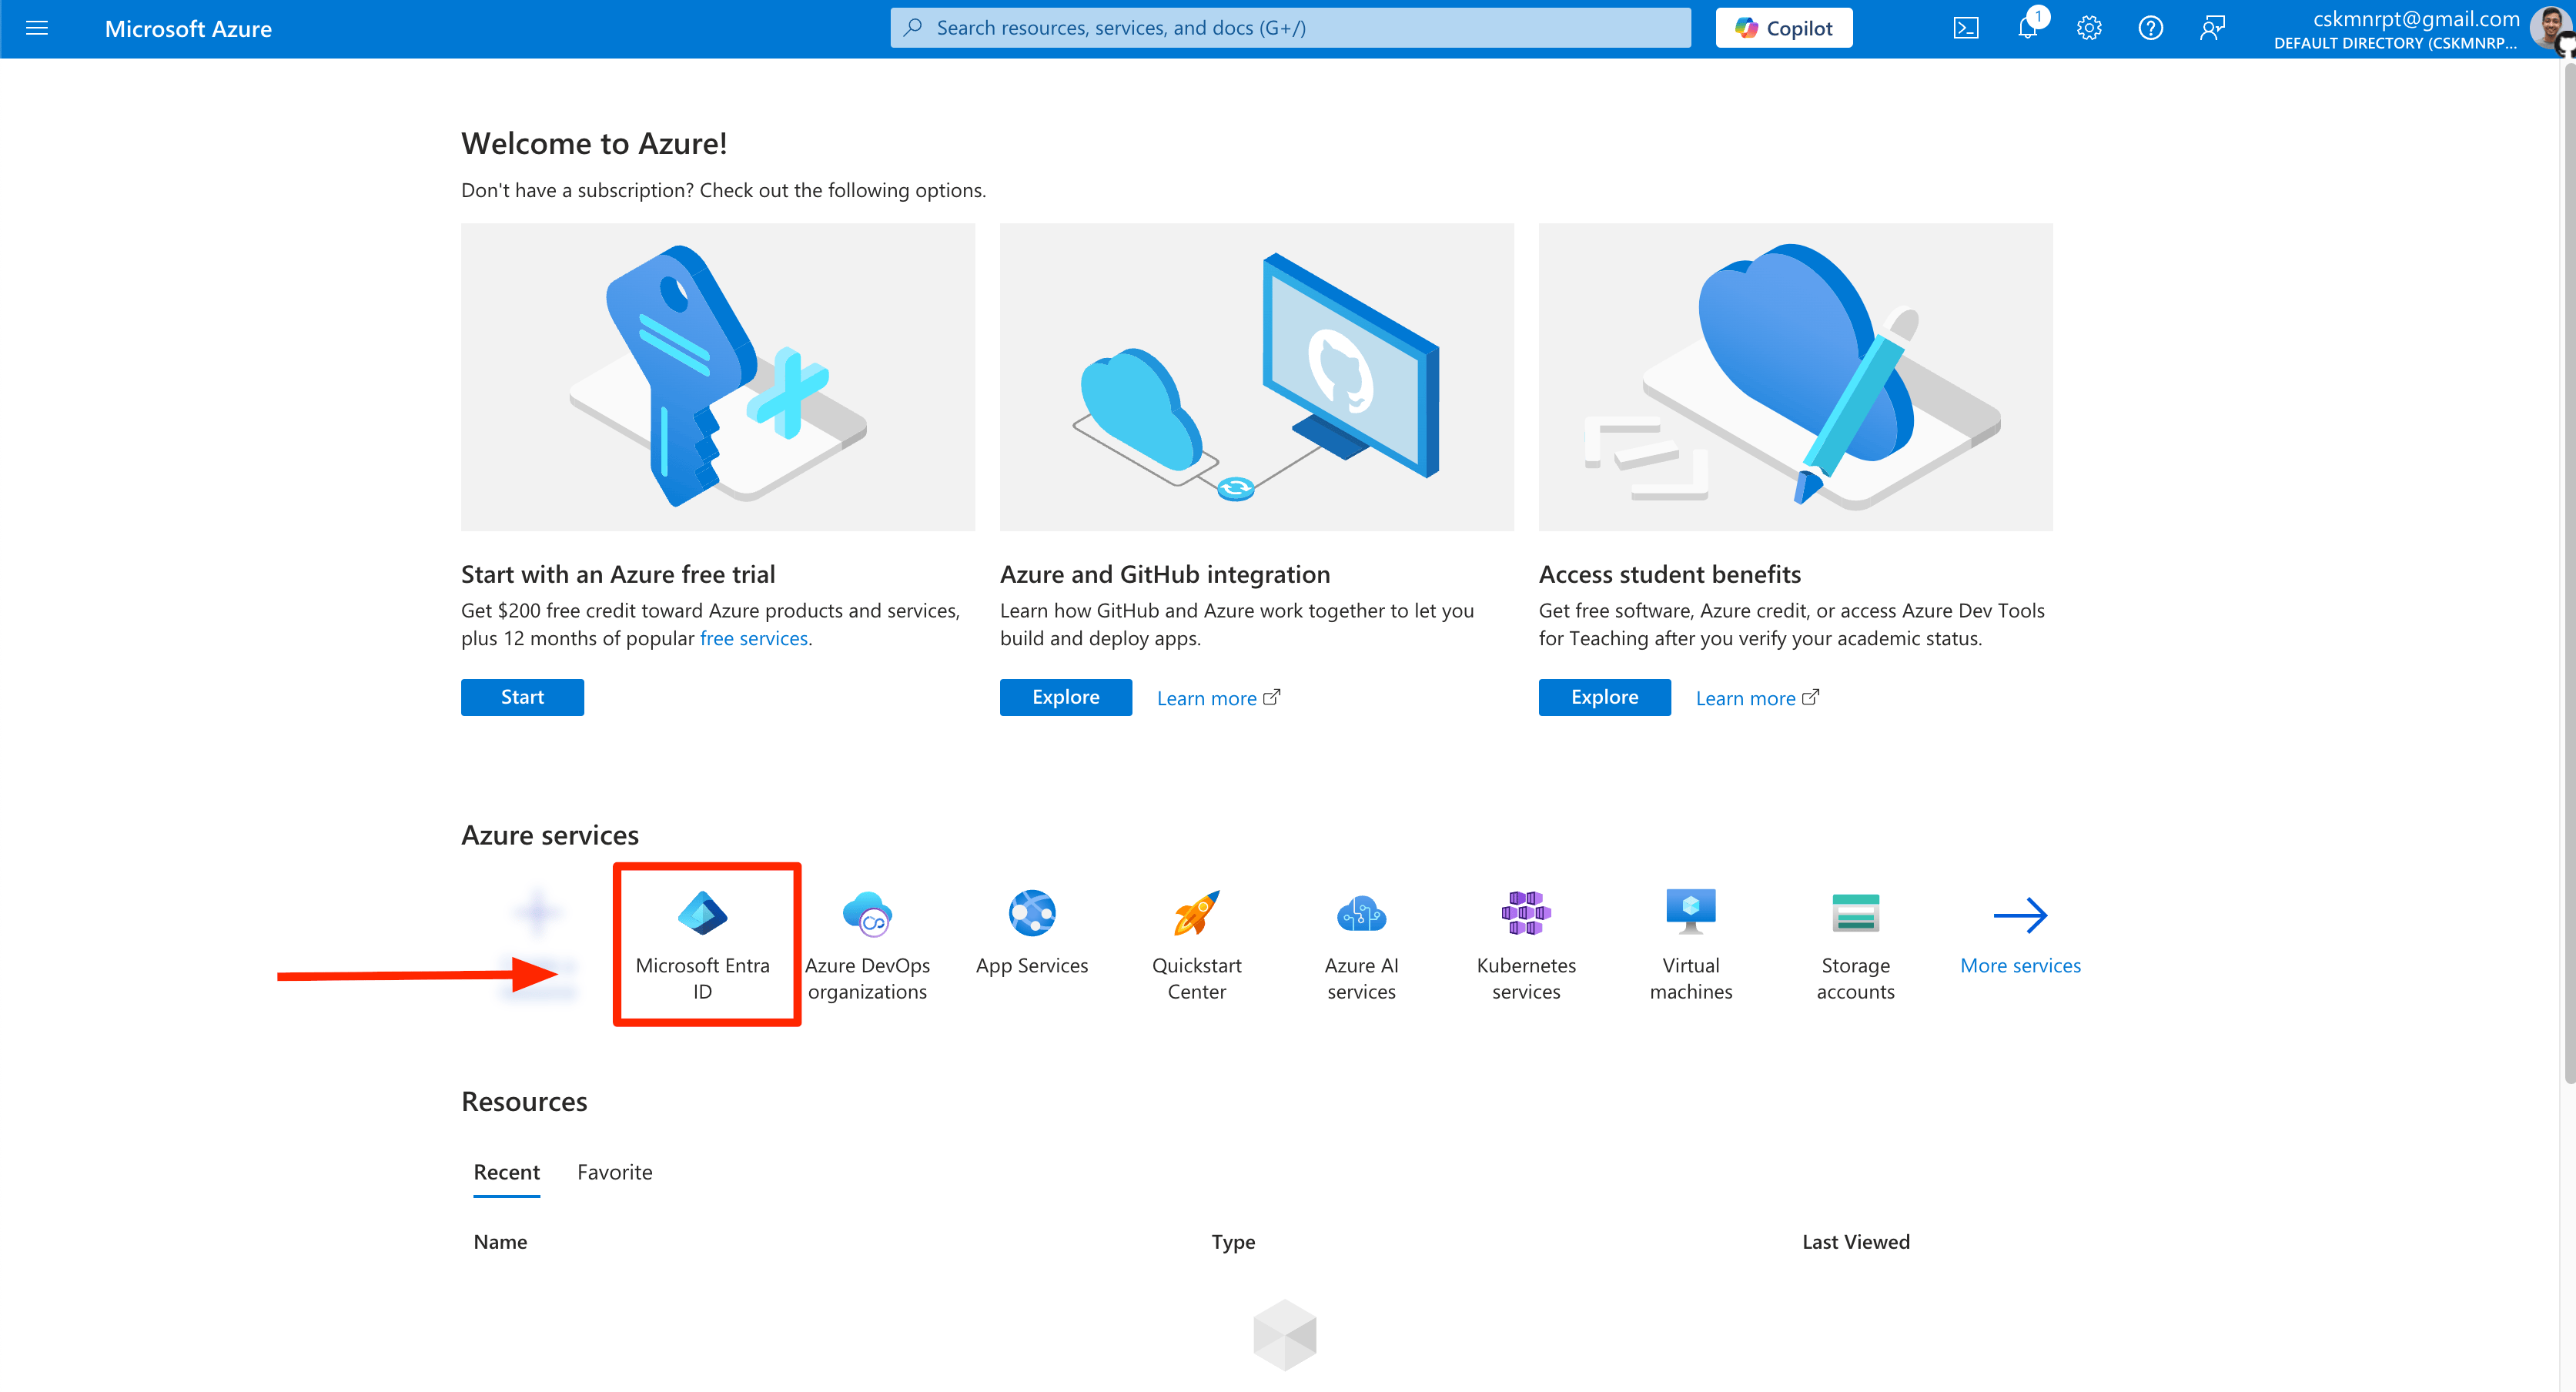 Microsoft Azure
Search resources, services, and docs (G+/)
Copilot
1
cskmnrpt@gmail.com
DEFAULT DIRECTORY (CSKMNRP...
Welcome to Azure!
Don't have a subscription? Check out the following options.
Start with an Azure free trial
Get $200 free credit toward Azure products and services,
plus 12 months of popular free services.
Start
Azure and GitHub integration
Learn how GitHub and Azure work together to let you
build and deploy apps.
Explore
Learn more
Access student benefits
Get free software, Azure credit, or access Azure Dev Tools
for Teaching after you verify your academic status.
Explore
Learn more
Azure services
Microsoft Entra
ID
Azure DevOps
organizations
App Services
Quickstart
Center
Azure AI
services
Kubernetes
services
Virtual
machines
Storage
accounts
More services
Resources
Recent
Favorite
Name
Type
Last Viewed